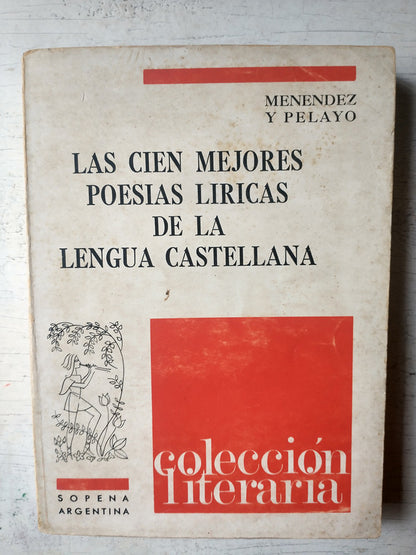 MENENDEZ
Y PELAYO
LAS CIEN MEJORES
POESIAS LIRICAS
DE LA
LENGUA CASTELLANA
colección
literaria
SOPENA
ARGENTINA